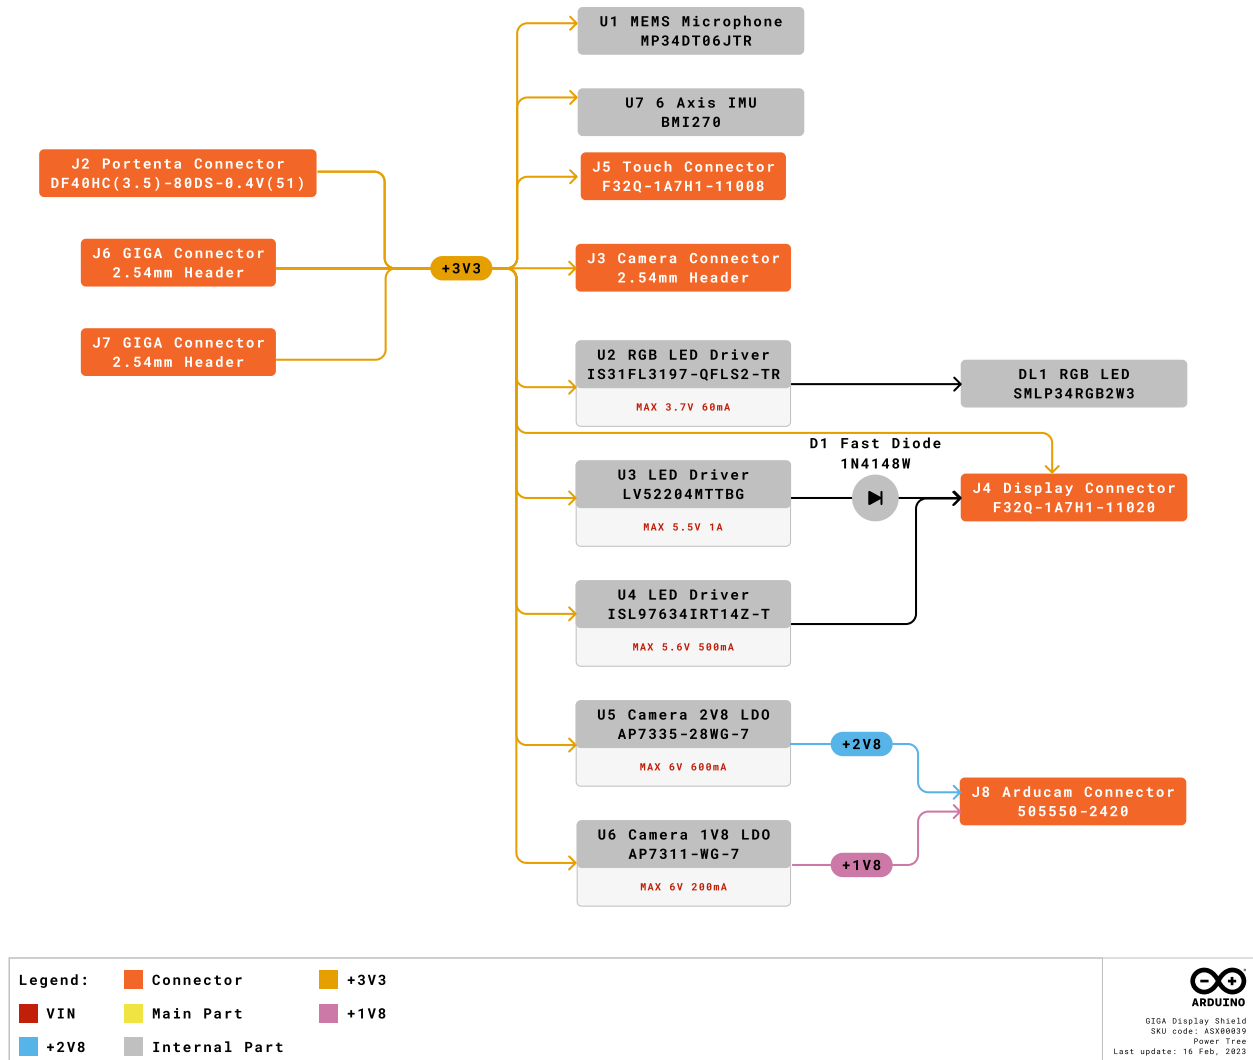 U1 MEMS Microphone
MP34DT06JTR
U7 6 Axis IMU
BMI270
J2 Portenta Connector
DF40HC(3.5)-80DS-0.4V(51)
J5 Touch Connector
F32Q-1A7H1-11008
J6 GIGA Connector
2.54mm Header
+3V3
J3 Camera Connector
2.54mm Header
J7 GIGA Connector
2.54mm Header
U2 RGB LED Driver
IS31FL3197-QFLS2-TR
MAX 3.7V 60mA
DL1 RGB LED
SMLP34RGB2W3
D1 Fast Diode
1N4148W
U3 LED Driver
LV52204MTTBG
MAX 5.5V 1A
J4 Display Connector
F32Q-1A7H1-11020
U4 LED Driver
ISL97634IRT14Z-T
MAX 5.6V 500mA
U5 Camera 2V8 LDO
AP7335-28WG-7
MAX 6V 600mA
+2V8
J8 Arducam Connector
505550-2420
U6 Camera 1V8 LDO
AP7311-WG-7
MAX 6V 200mA
+1V8
Legend:
Connector
+3V3
VIN
Main Part
+1V8
+2V8
Internal Part
ARDUINO
GIGA Display Shield
SKU code: ASX00039
Power Tree
Last update: 16 Feb, 2023